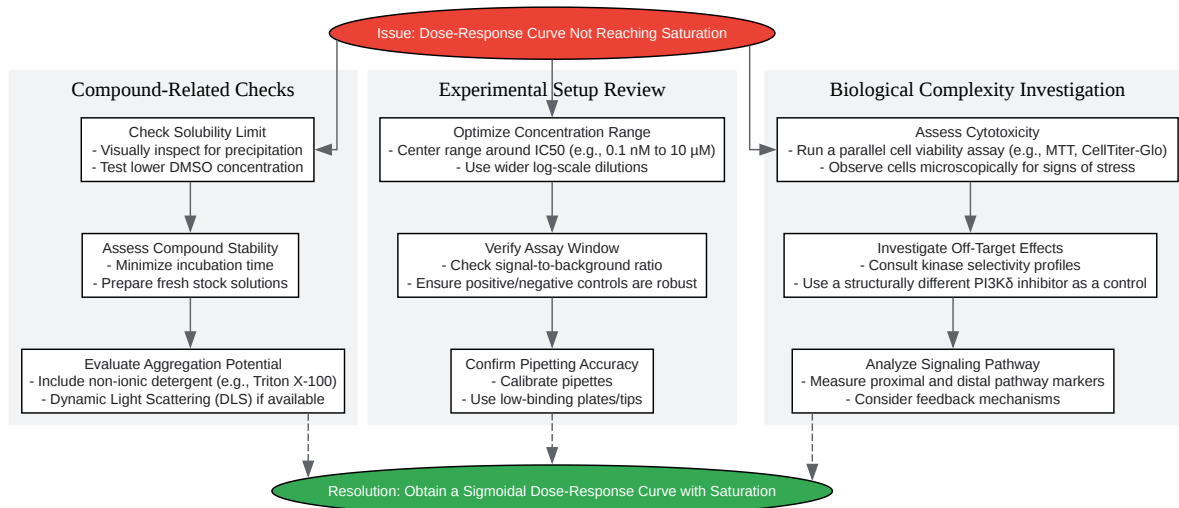 Issue: Dose-Response Curve Not Reaching Saturation
Compound-Related Checks
Check Solubility Limit
- Visually inspect for precipitation
- Test lower DMSO concentration
Assess Compound Stability
- Minimize incubation time
- Prepare fresh stock solutions
Evaluate Aggregation Potential
- Include non-ionic detergent (e.g., Triton X-100)
- Dynamic Light Scattering (DLS) if available
Experimental Setup Review
Optimize Concentration Range
- Center range around IC50 (e.g., 0.1 nM to 10 µM)
- Use wider log-scale dilutions
Verify Assay Window
- Check signal-to-background ratio
- Ensure positive/negative controls are robust
Confirm Pipetting Accuracy
- Calibrate pipettes
- Use low-binding plates/tips
Biological Complexity Investigation
Assess Cytotoxicity
- Run a parallel cell viability assay (e.g., MTT, CellTiter-Glo)
- Observe cells microscopically for signs of stress
Investigate Off-Target Effects
- Consult kinase selectivity profiles
- Use a structurally different PI3Kδ inhibitor as a control
Analyze Signaling Pathway
- Measure proximal and distal pathway markers
- Consider feedback mechanisms
Resolution: Obtain a Sigmoidal Dose-Response Curve with Saturation